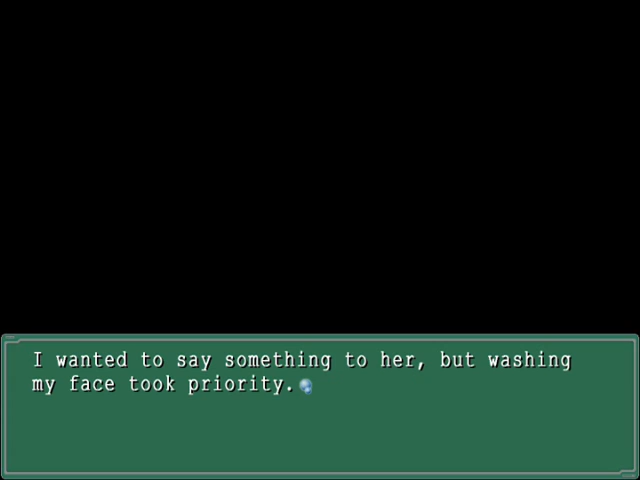 I wanted to say something to her, but washing
my face took priority.